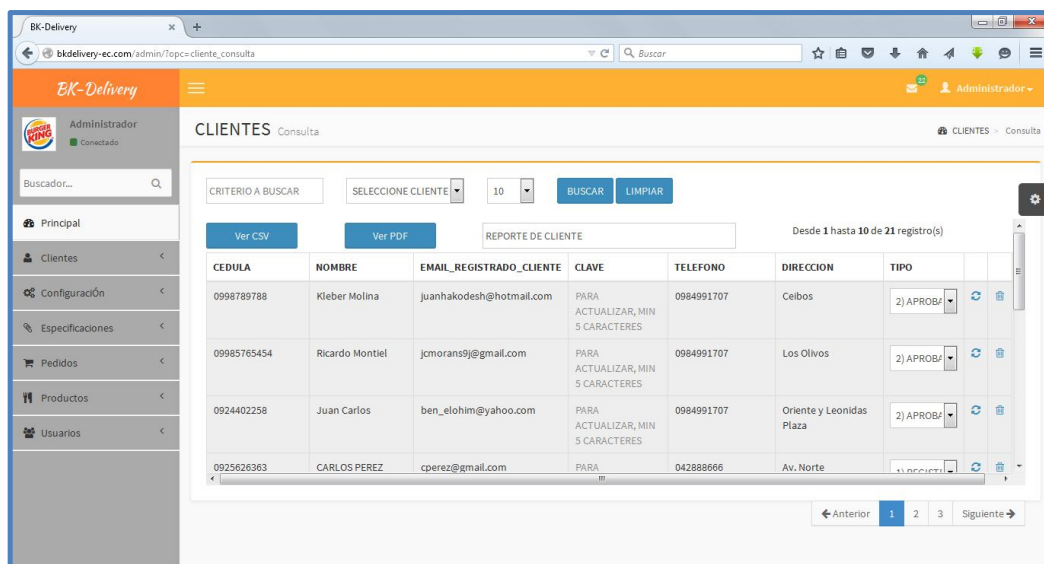 BK-Delivery
bkdelivery-ec.com/admin/?opc=cliente_consulta
Buscar
BK-Delivery
22
Administrador
BURGER KING
Administrador
Conectado
CLIENTES Consulta
CLIENTES > Consulta
Buscador...
Principal
Clientes
ConfiguraciÓn
Especificaciones
Pedidos
Productos
Usuarios
CRITERIO A BUSCAR
SELECCIONE CLIENTE
10
BUSCAR
LIMPIAR
Ver CSV
Ver PDF
REPORTE DE CLIENTE
Desde 1 hasta 10 de 21 registro(s)
CEDULA NOMBRE EMAIL_REGISTRADO_CLIENTE CLAVE TELEFONO DIRECCION TIPO
0998789788 Kleber Molina juanhakodesh@hotmail.com PARA 0984991707 Ceibos 2) APROBA
ACTUALIZAR, MIN
5 CARACTERES
09985765454 Ricardo Montiel jcmorans9j@gmail.com PARA 0984991707 Los Olivos 2) APROBA
ACTUALIZAR, MIN
5 CARACTERES
0924402258 Juan Carlos ben_elohim@yahoo.com PARA 0984991707 Oriente y Leonidas 2) APROBA
ACTUALIZAR, MIN Plaza
5 CARACTERES
0925626363 CARLOS PEREZ cperez@gmail.com PARA 042888666 Av. Norte
Anterior 1 2 3 Siguiente